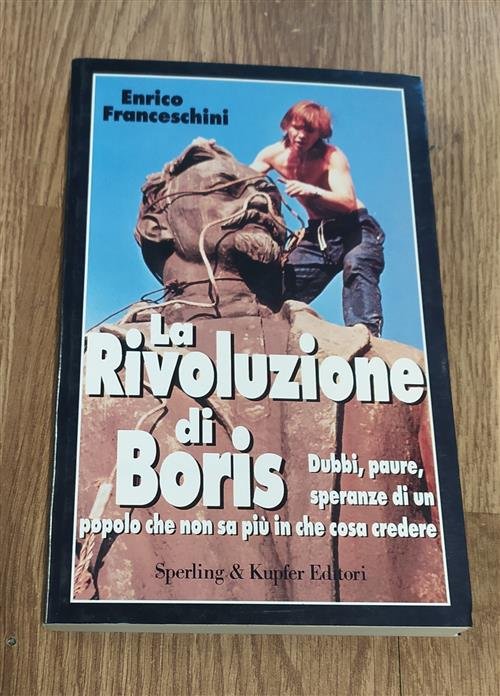 Enrico
Franceschini
La
Rivoluzione
di
Boris
Dubbi, paure,
speranze di un
popolo che non sa più in che cosa credere
Sperling & Kupfer Editori